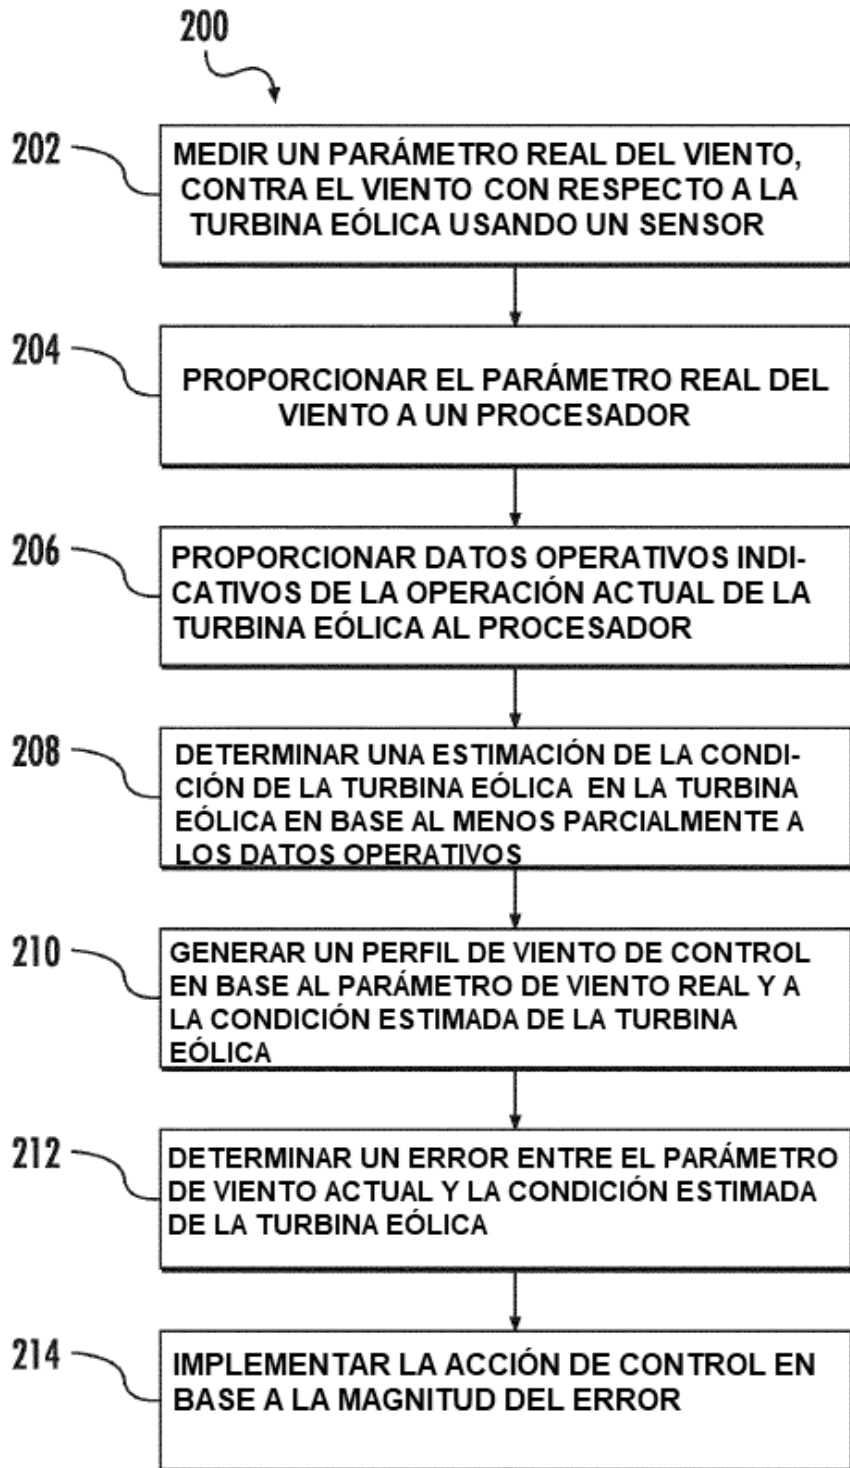 200
202
MEDIR UN PARÁMETRO REAL DEL VIENTO,
CONTRA EL VIENTO CON RESPECTO A LA
TURBINA EÓLICA USANDO UN SENSOR
204
PROPORCIONAR EL PARÁMETRO REAL DEL
VIENTO A UN PROCESADOR
206
PROPORCIONAR DATOS OPERATIVOS INDI-
CATIVOS DE LA OPERACIÓN ACTUAL DE LA
TURBINA EÓLICA AL PROCESADOR
208
DETERMINAR UNA ESTIMACIÓN DE LA CONDI-
CIÓN DE LA TURBINA EÓLICA EN LA TURBINA
EÓLICA EN BASE AL MENOS PARCIALMENTE A
LOS DATOS OPERATIVOS
210
GENERAR UN PERFIL DE VIENTO DE CONTROL
EN BASE AL PARÁMETRO DE VIENTO REAL Y A
LA CONDICIÓN ESTIMADA DE LA TURBINA
EÓLICA
212
DETERMINAR UN ERROR ENTRE EL PARÁMETRO
DE VIENTO ACTUAL Y LA CONDICIÓN ESTIMADA
DE LA TURBINA EÓLICA
214
IMPLEMENTAR LA ACCIÓN DE CONTROL EN
BASE A LA MAGNITUD DEL ERROR